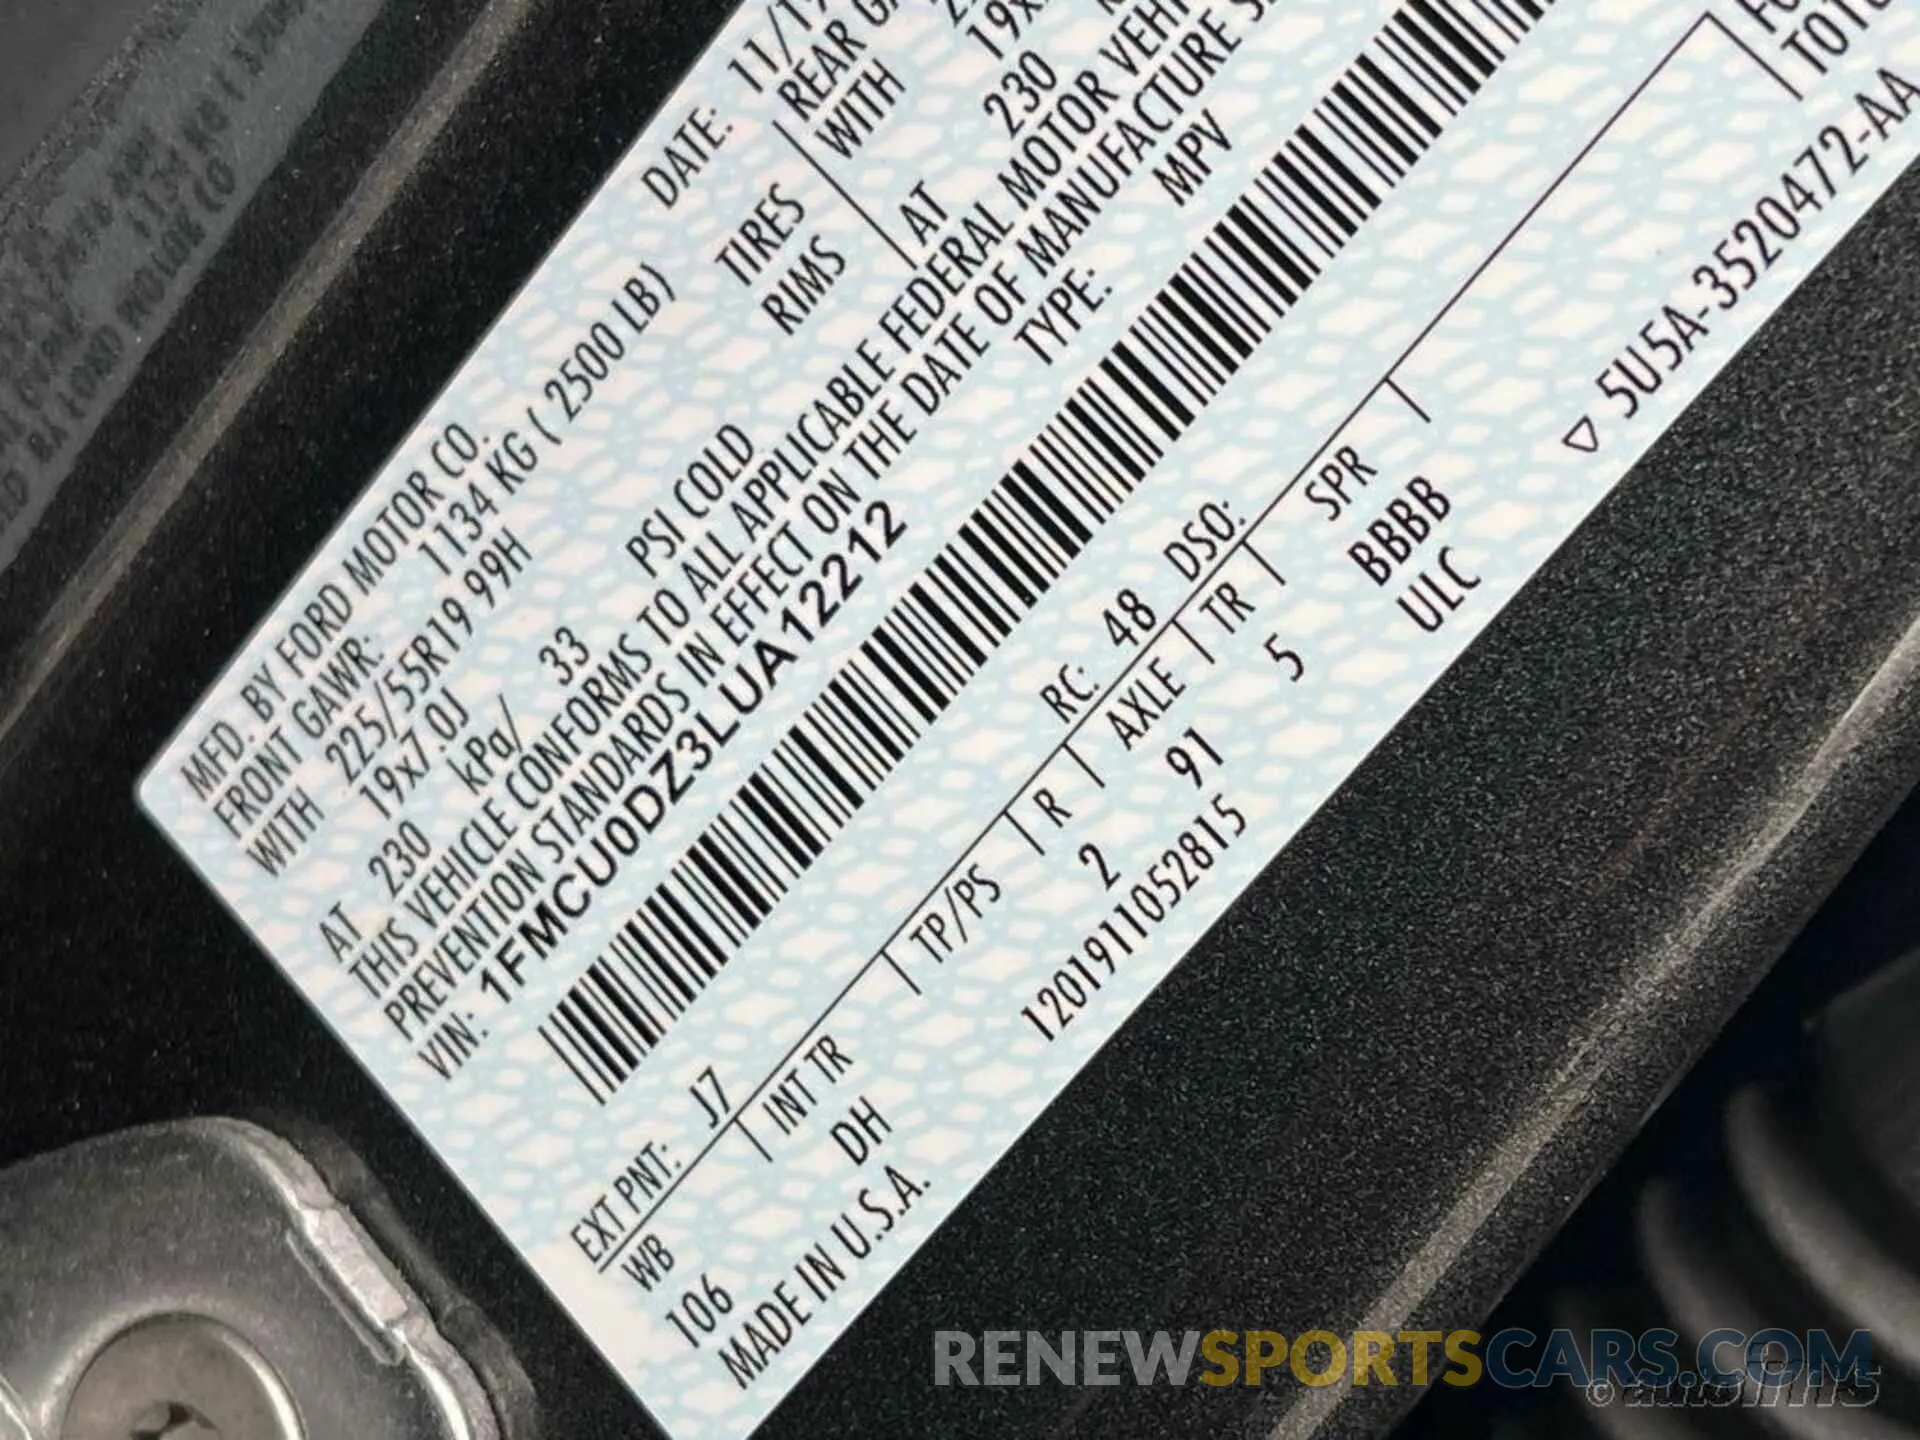 MFD. BY FORD MOTOR CO.
DATE: 11/19
FRONT GAWR: 1134 KG ( 2500 LB)
REAR
WITH 225/55R19 99H TIRES
WITH
19x7.0J RIMS
AT 230 kPa/ 33 PSI COLD
AT 230
THIS VEHICLE CONFORMS TO ALL APPLICABLE FEDERAL MOTOR
PREVENTION STANDARDS IN EFFECT ON THE DATE OF MANUFACTURE
VIN: 1FMCU0DZ3LUA12212
TYPE: MPV
EXT PNT: J7 RC: 48 DSO:
WB INT TR TP/PS R AXLE TR SPR
106 DH 2 91 5 BBBB
ULC
MADE IN U.S.A. 120191105281 5
▽ 5U5A-3520472-AA
RENEWSPORTSCARS.COM